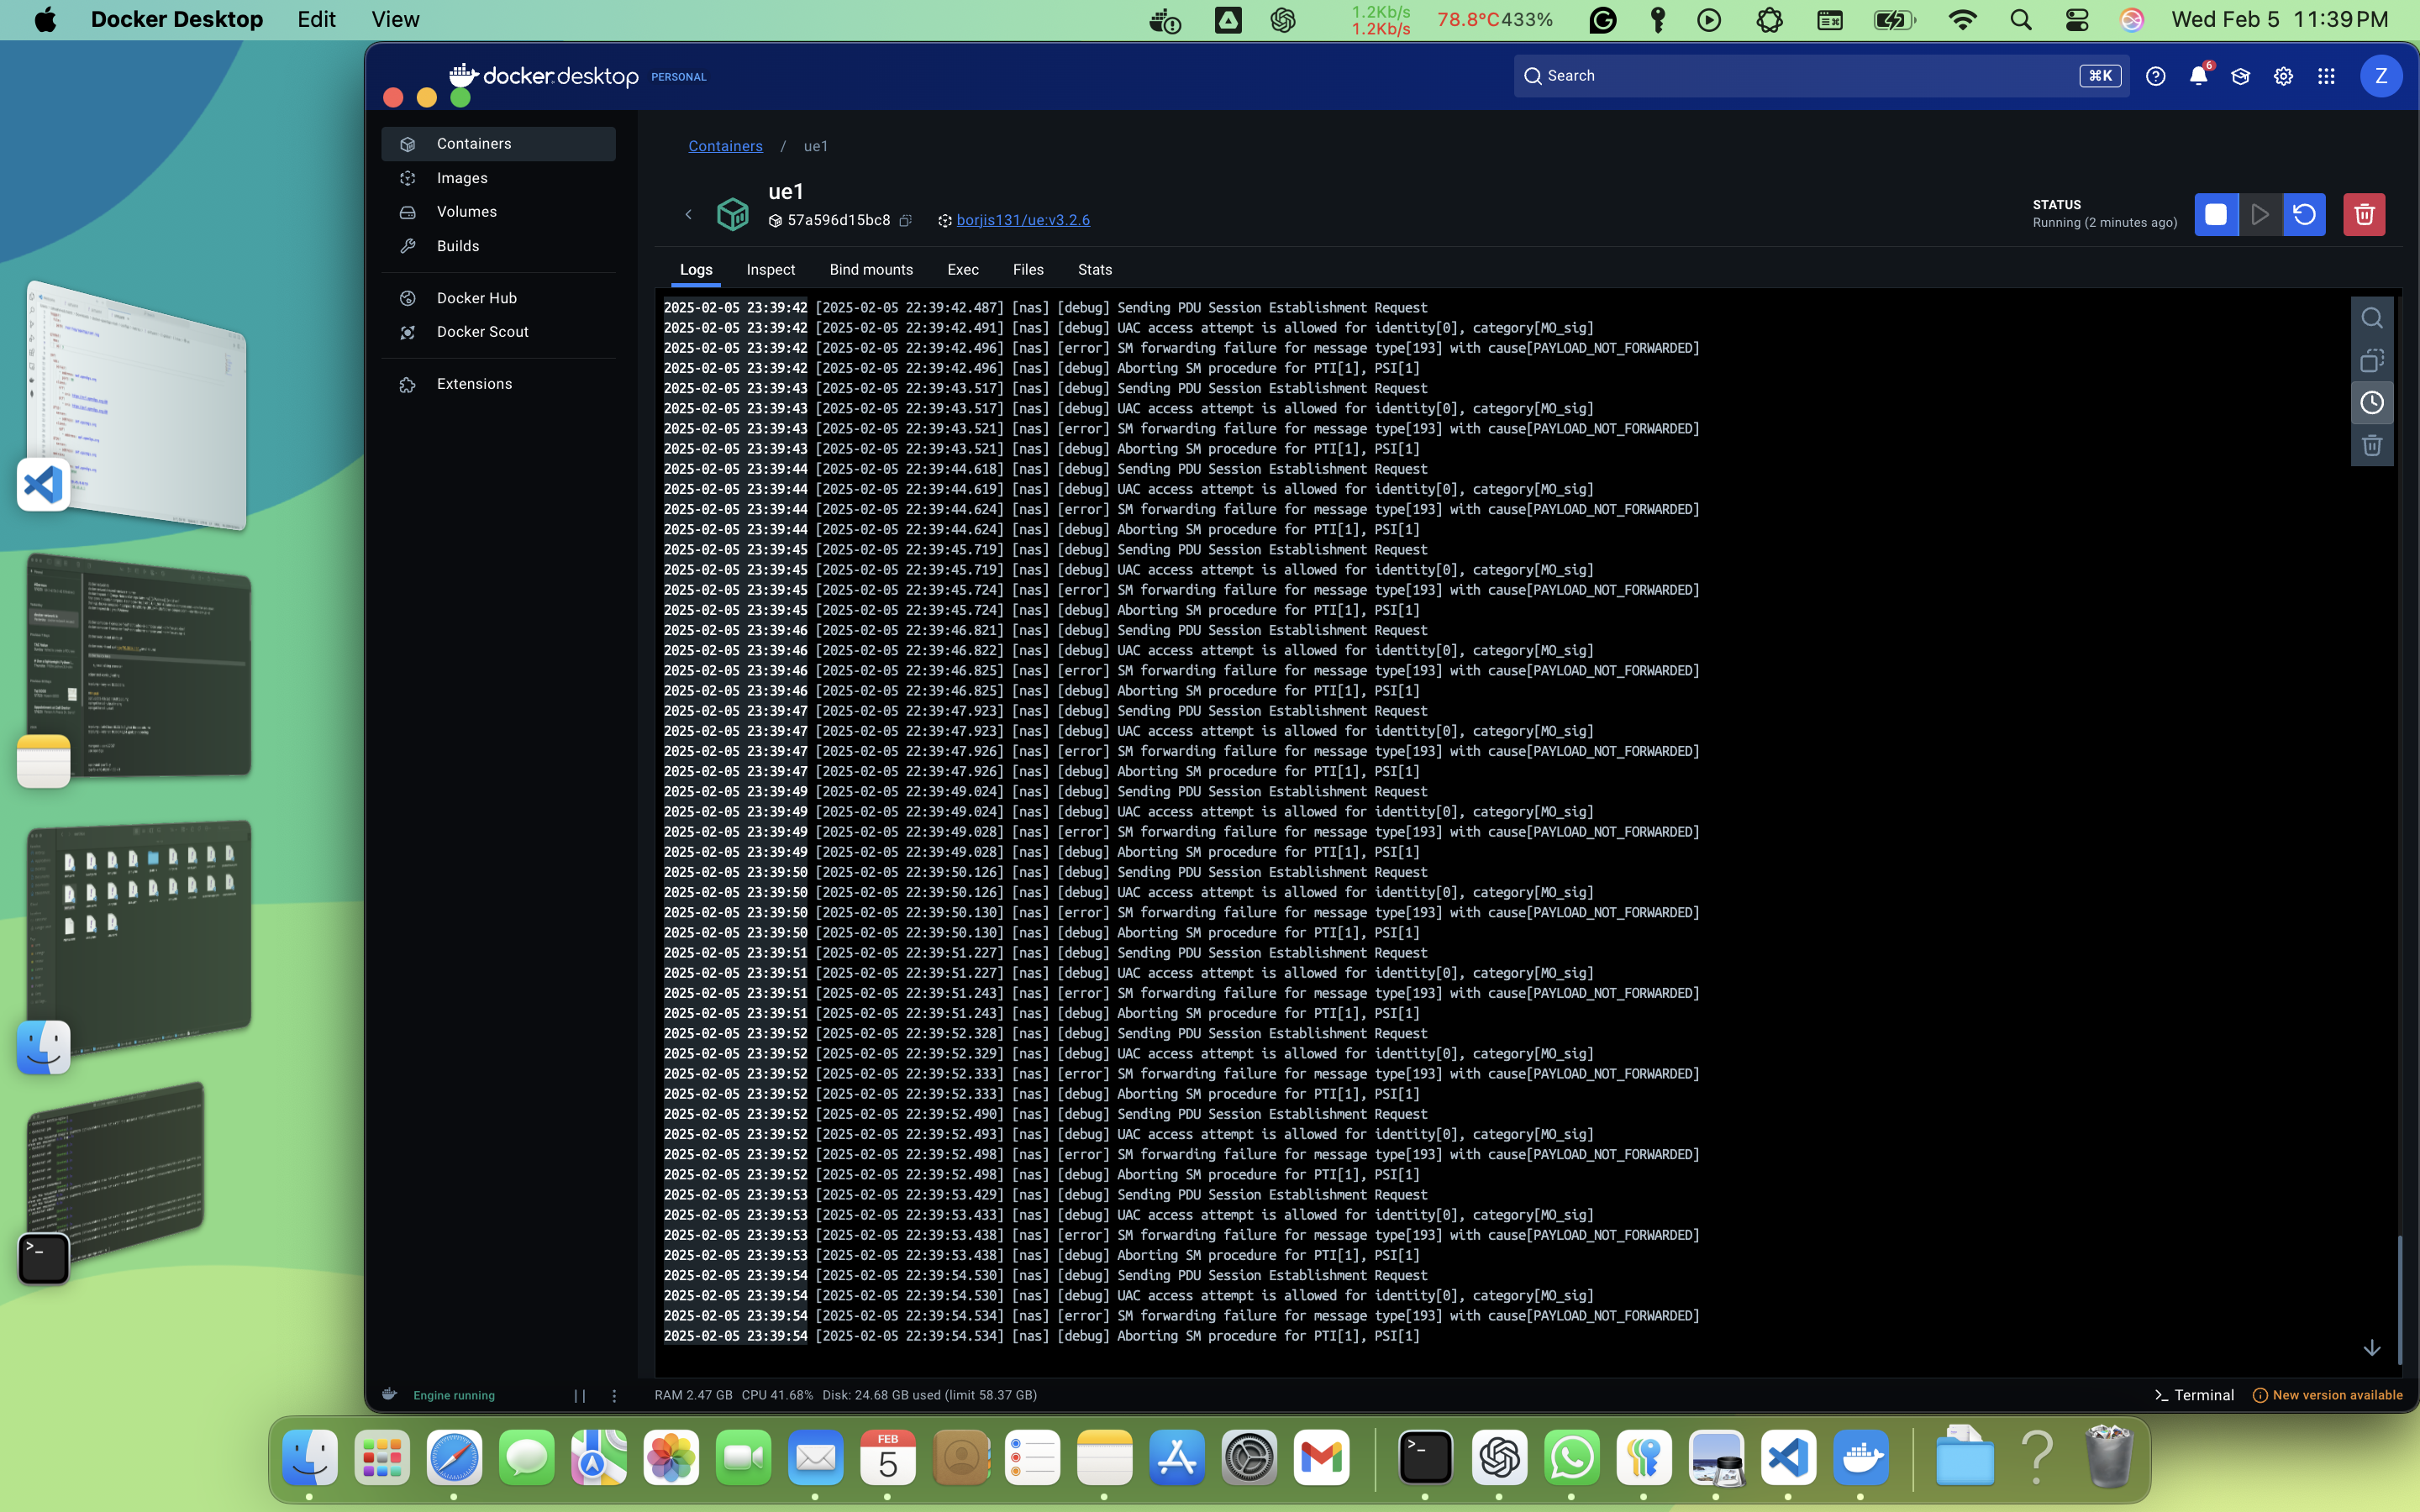 Docker Desktop Edit View
1.2Kb/s
1.2Kb/s
78.8°C433%
Wed Feb 5 11:39 PM
docker desktop PERSONAL
Search
⌘K
6
Z
Containers
Images
Volumes
Builds
Docker Hub
Docker Scout
Extensions
Containers / ue1
ue1
57a596d15bc8
borjis131/ue:v3.2.6
STATUS
Running (2 minutes ago)
Logs Inspect Bind mounts Exec Files Stats
2025-02-05 23:39:42 [2025-02-05 22:39:42.487] [nas] [debug] Sending PDU Session Establishment Request
2025-02-05 23:39:42 [2025-02-05 22:39:42.491] [nas] [debug] UAC access attempt is allowed for identity[0], category[MO_sig]
2025-02-05 23:39:42 [2025-02-05 22:39:42.496] [nas] [error] SM forwarding failure for message type[193] with cause[PAYLOAD_NOT_FORWARDED]
2025-02-05 23:39:42 [2025-02-05 22:39:42.496] [nas] [debug] Aborting SM procedure for PTI[1], PSI[1]
2025-02-05 23:39:43 [2025-02-05 22:39:43.517] [nas] [debug] Sending PDU Session Establishment Request
2025-02-05 23:39:43 [2025-02-05 22:39:43.517] [nas] [debug] UAC access attempt is allowed for identity[0], category[MO_sig]
2025-02-05 23:39:43 [2025-02-05 22:39:43.521] [nas] [error] SM forwarding failure for message type[193] with cause[PAYLOAD_NOT_FORWARDED]
2025-02-05 23:39:43 [2025-02-05 22:39:43.521] [nas] [debug] Aborting SM procedure for PTI[1], PSI[1]
2025-02-05 23:39:44 [2025-02-05 22:39:44.618] [nas] [debug] Sending PDU Session Establishment Request
2025-02-05 23:39:44 [2025-02-05 22:39:44.619] [nas] [debug] UAC access attempt is allowed for identity[0], category[MO_sig]
2025-02-05 23:39:44 [2025-02-05 22:39:44.624] [nas] [error] SM forwarding failure for message type[193] with cause[PAYLOAD_NOT_FORWARDED]
2025-02-05 23:39:44 [2025-02-05 22:39:44.624] [nas] [debug] Aborting SM procedure for PTI[1], PSI[1]
2025-02-05 23:39:45 [2025-02-05 22:39:45.719] [nas] [debug] Sending PDU Session Establishment Request
2025-02-05 23:39:45 [2025-02-05 22:39:45.719] [nas] [debug] UAC access attempt is allowed for identity[0], category[MO_sig]
2025-02-05 23:39:45 [2025-02-05 22:39:45.724] [nas] [error] SM forwarding failure for message type[193] with cause[PAYLOAD_NOT_FORWARDED]
2025-02-05 23:39:45 [2025-02-05 22:39:45.724] [nas] [debug] Aborting SM procedure for PTI[1], PSI[1]
2025-02-05 23:39:46 [2025-02-05 22:39:46.821] [nas] [debug] Sending PDU Session Establishment Request
2025-02-05 23:39:46 [2025-02-05 22:39:46.822] [nas] [debug] UAC access attempt is allowed for identity[0], category[MO_sig]
2025-02-05 23:39:46 [2025-02-05 22:39:46.825] [nas] [error] SM forwarding failure for message type[193] with cause[PAYLOAD_NOT_FORWARDED]
2025-02-05 23:39:46 [2025-02-05 22:39:46.825] [nas] [debug] Aborting SM procedure for PTI[1], PSI[1]
2025-02-05 23:39:47 [2025-02-05 22:39:47.923] [nas] [debug] Sending PDU Session Establishment Request
2025-02-05 23:39:47 [2025-02-05 22:39:47.923] [nas] [debug] UAC access attempt is allowed for identity[0], category[MO_sig]
2025-02-05 23:39:47 [2025-02-05 22:39:47.926] [nas] [error] SM forwarding failure for message type[193] with cause[PAYLOAD_NOT_FORWARDED]
2025-02-05 23:39:47 [2025-02-05 22:39:47.926] [nas] [debug] Aborting SM procedure for PTI[1], PSI[1]
2025-02-05 23:39:49 [2025-02-05 22:39:49.024] [nas] [debug] Sending PDU Session Establishment Request
2025-02-05 23:39:49 [2025-02-05 22:39:49.024] [nas] [debug] UAC access attempt is allowed for identity[0], category[MO_sig]
2025-02-05 23:39:49 [2025-02-05 22:39:49.028] [nas] [error] SM forwarding failure for message type[193] with cause[PAYLOAD_NOT_FORWARDED]
2025-02-05 23:39:49 [2025-02-05 22:39:49.028] [nas] [debug] Aborting SM procedure for PTI[1], PSI[1]
2025-02-05 23:39:50 [2025-02-05 22:39:50.126] [nas] [debug] Sending PDU Session Establishment Request
2025-02-05 23:39:50 [2025-02-05 22:39:50.126] [nas] [debug] UAC access attempt is allowed for identity[0], category[MO_sig]
2025-02-05 23:39:50 [2025-02-05 22:39:50.130] [nas] [error] SM forwarding failure for message type[193] with cause[PAYLOAD_NOT_FORWARDED]
2025-02-05 23:39:50 [2025-02-05 22:39:50.130] [nas] [debug] Aborting SM procedure for PTI[1], PSI[1]
2025-02-05 23:39:51 [2025-02-05 22:39:51.227] [nas] [debug] Sending PDU Session Establishment Request
2025-02-05 23:39:51 [2025-02-05 22:39:51.227] [nas] [debug] UAC access attempt is allowed for identity[0], category[MO_sig]
2025-02-05 23:39:51 [2025-02-05 22:39:51.243] [nas] [error] SM forwarding failure for message type[193] with cause[PAYLOAD_NOT_FORWARDED]
2025-02-05 23:39:51 [2025-02-05 22:39:51.243] [nas] [debug] Aborting SM procedure for PTI[1], PSI[1]
2025-02-05 23:39:52 [2025-02-05 22:39:52.328] [nas] [debug] Sending PDU Session Establishment Request
2025-02-05 23:39:52 [2025-02-05 22:39:52.329] [nas] [debug] UAC access attempt is allowed for identity[0], category[MO_sig]
2025-02-05 23:39:52 [2025-02-05 22:39:52.333] [nas] [error] SM forwarding failure for message type[193] with cause[PAYLOAD_NOT_FORWARDED]
2025-02-05 23:39:52 [2025-02-05 22:39:52.333] [nas] [debug] Aborting SM procedure for PTI[1], PSI[1]
2025-02-05 23:39:52 [2025-02-05 22:39:52.490] [nas] [debug] Sending PDU Session Establishment Request
2025-02-05 23:39:52 [2025-02-05 22:39:52.493] [nas] [debug] UAC access attempt is allowed for identity[0], category[MO_sig]
2025-02-05 23:39:52 [2025-02-05 22:39:52.498] [nas] [error] SM forwarding failure for message type[193] with cause[PAYLOAD_NOT_FORWARDED]
2025-02-05 23:39:52 [2025-02-05 22:39:52.498] [nas] [debug] Aborting SM procedure for PTI[1], PSI[1]
2025-02-05 23:39:53 [2025-02-05 22:39:53.429] [nas] [debug] Sending PDU Session Establishment Request
2025-02-05 23:39:53 [2025-02-05 22:39:53.433] [nas] [debug] UAC access attempt is allowed for identity[0], category[MO_sig]
2025-02-05 23:39:53 [2025-02-05 22:39:53.438] [nas] [error] SM forwarding failure for message type[193] with cause[PAYLOAD_NOT_FORWARDED]
2025-02-05 23:39:53 [2025-02-05 22:39:53.438] [nas] [debug] Aborting SM procedure for PTI[1], PSI[1]
2025-02-05 23:39:54 [2025-02-05 22:39:54.530] [nas] [debug] Sending PDU Session Establishment Request
2025-02-05 23:39:54 [2025-02-05 22:39:54.530] [nas] [debug] UAC access attempt is allowed for identity[0], category[MO_sig]
2025-02-05 23:39:54 [2025-02-05 22:39:54.534] [nas] [error] SM forwarding failure for message type[193] with cause[PAYLOAD_NOT_FORWARDED]
2025-02-05 23:39:54 [2025-02-05 22:39:54.534] [nas] [debug] Aborting SM procedure for PTI[1], PSI[1]
Engine running
RAM 2.47 GB CPU 41.68% Disk: 24.68 GB used (limit 58.37 GB)
>_ Terminal
New version available
FEB
5